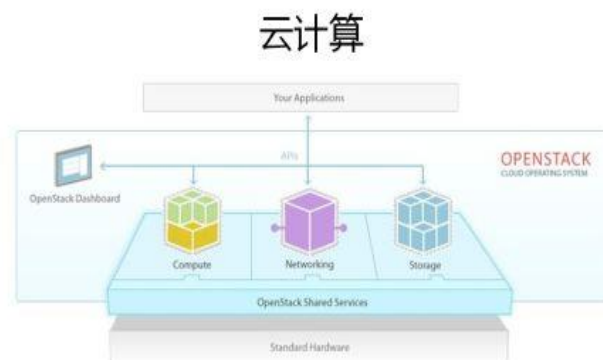 云计算
Your Applications
APIs
OPENSTACK
CLOUD OPERATING SYSTEM
OpenStack Dashboard
Compute
Networking
Storage
OpenStack Shared Services
Standard Hardware